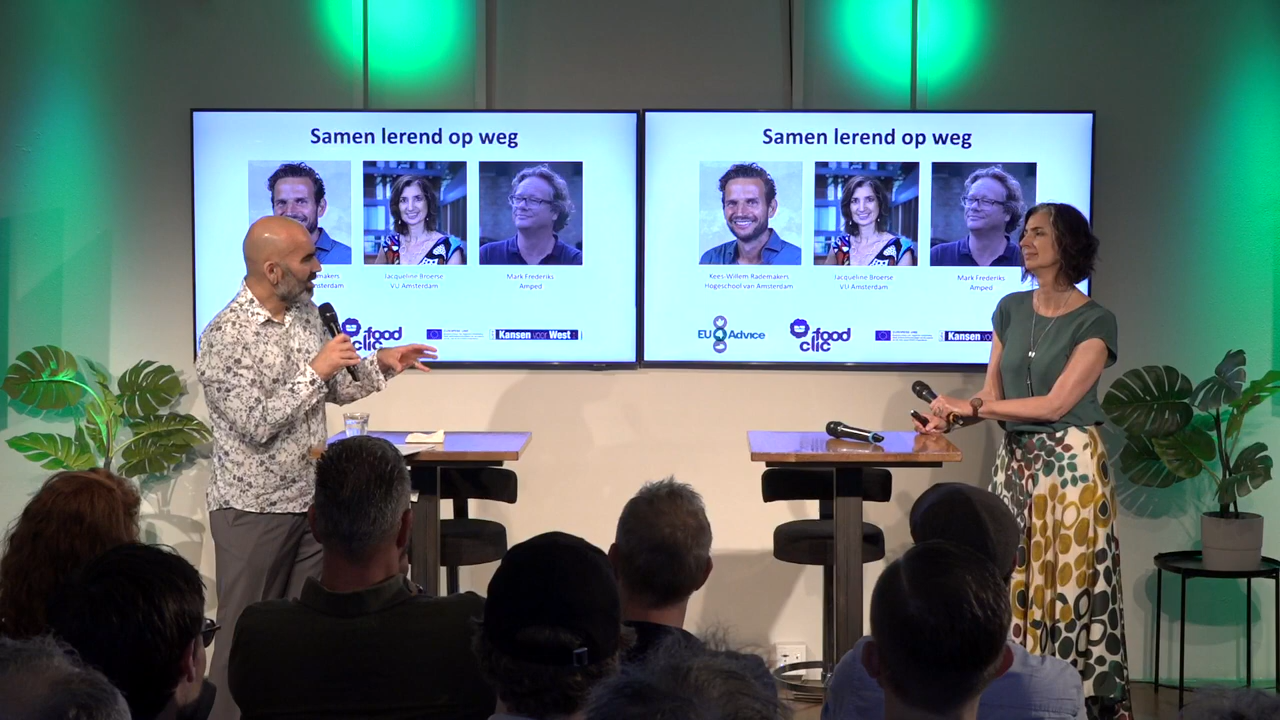 Samen lerend op weg
makers
nsterdam
Jacqueline Broerse
VU Amsterdam
Mark Frederiks
Amped
food
clic
Kansen voor West
Samen lerend op weg
Kees-Willem Rademakers
Hogeschool van Amsterdam
Jacqueline Broerse
VU Amsterdam
Mark Frederiks
Amped
EU Advice
food
clic
Kansen voo